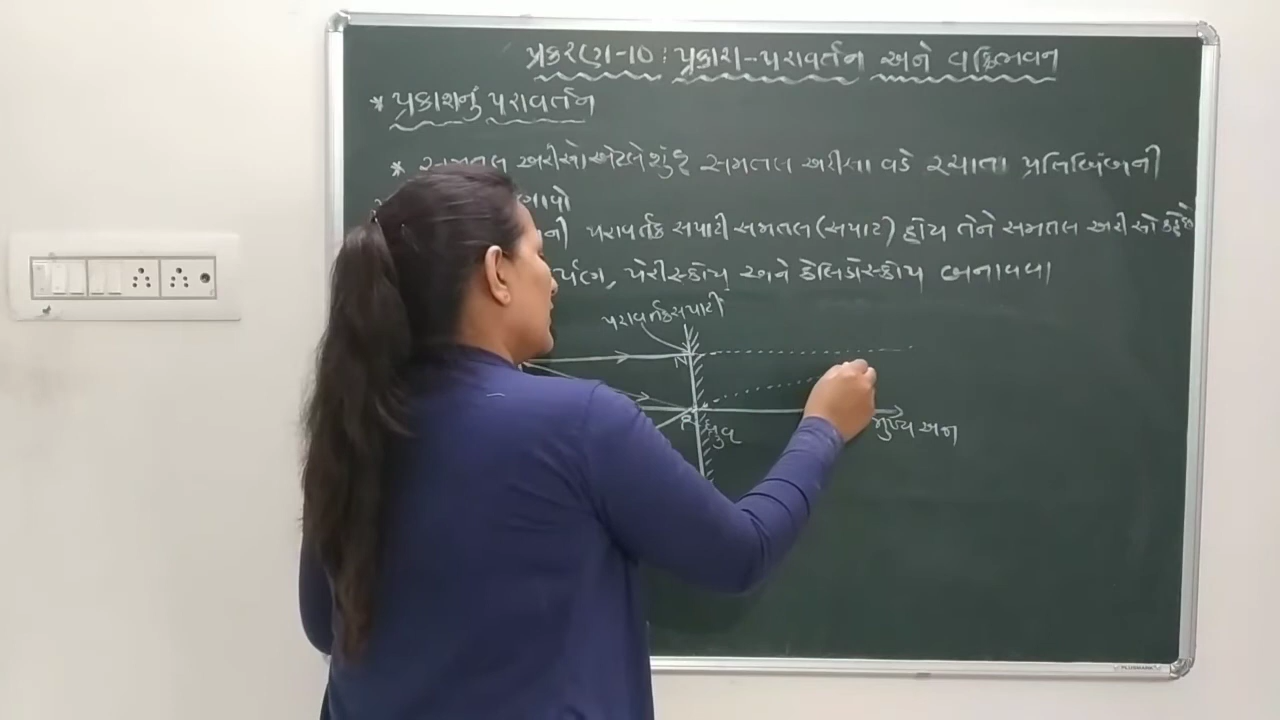 પ્રકરણ-10 : પ્રકાશ-પરાવર્તન અને વક્રિભવન
* પ્રકાશનું પરાવર્તન
* સમતલ અરીસો એટલે શું? સમતલ અરીસા વડે રચાતા પ્રતિબિંબની
આપો
ની પરાવર્તક સપાટી સમતલ (સપાટ) હોય તેને સમતલ અરીસો કહે છે
ર્પણ, પેરીસ્કોપ અને કેલિડોસ્કોપ બનાવવા
પરાવર્તક સપાટી
N
P
ધ્રુવ
મુખ્ય અક્ષ
PLUSMARK